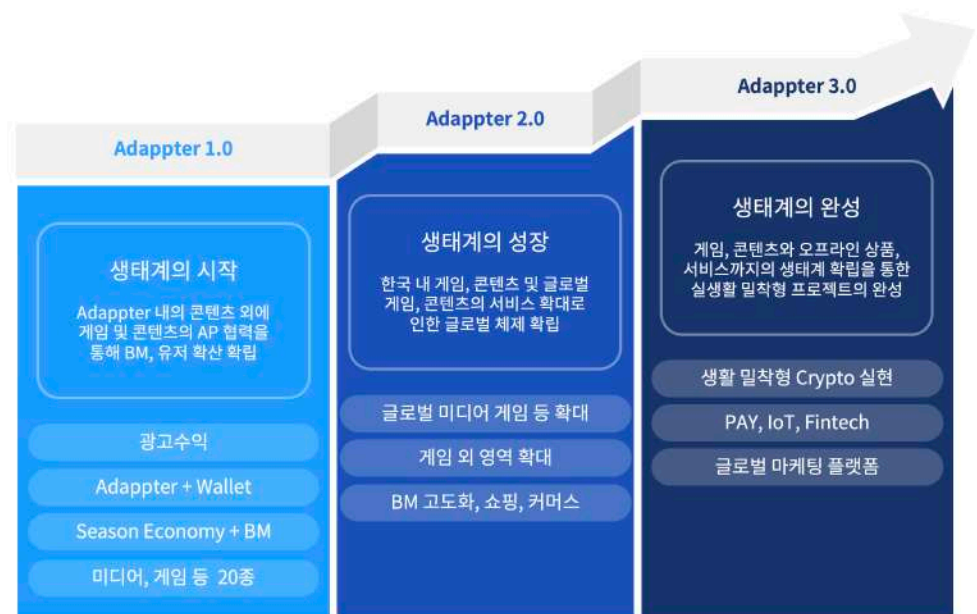 Adappter 1.0
생태계의 시작
Adappter 내의 콘텐츠 외에
게임 및 콘텐츠의 AP 협력을
통해 BM, 유저 확산 확립
광고수익
Adappter + Wallet
Season Economy + BM
미디어, 게임 등 20종
Adappter 2.0
생태계의 성장
한국 내 게임, 콘텐츠 및 글로벌
게임, 콘텐츠의 서비스 확대로
인한 글로벌 체제 확립
글로벌 미디어 게임 등 확대
게임 외 영역 확대
BM 고도화, 쇼핑, 커머스
Adappter 3.0
생태계의 완성
게임, 콘텐츠와 오프라인 상품,
서비스까지의 생태계 확립을 통한
실생활 밀착형 프로젝트의 완성
생활 밀착형 Crypto 실현
PAY, IoT, Fintech
글로벌 마케팅 플랫폼